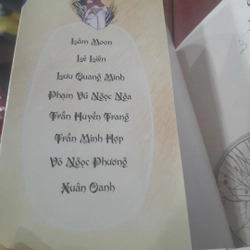 Lâm Moon
Lê Liên
Lưu Quang Minh
Phạm Vũ Ngọc Nga
Trần Huyền Trang
Trần Minh Hợp
Võ Ngọc Phương
Xuân Oanh